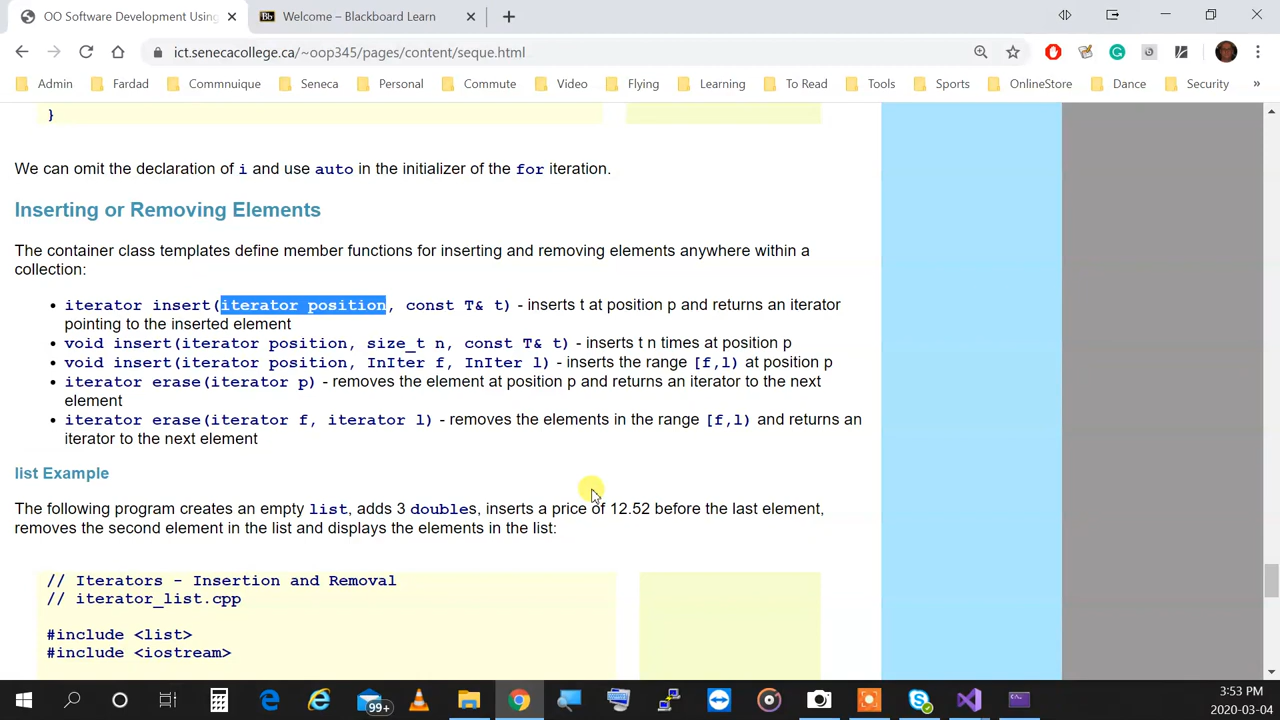 OO Software Development Using
Welcome – Blackboard Learn
ict.senecacollege.ca/~oop345/pages/content/seque.html
Admin
Fardad
Commnuique
Seneca
Personal
Commute
Video
Flying
Learning
To Read
Tools
Sports
OnlineStore
Dance
Security
»
}
We can omit the declaration of i and use auto in the initializer of the for iteration.
Inserting or Removing Elements
The container class templates define member functions for inserting and removing elements anywhere within a
collection:
• iterator insert(iterator position, const T& t) - inserts t at position p and returns an iterator
pointing to the inserted element
• void insert(iterator position, size_t n, const T& t) - inserts t n times at position p
• void insert(iterator position, InIter f, InIter l) - inserts the range [f,l) at position p
• iterator erase(iterator p) - removes the element at position p and returns an iterator to the next
element
• iterator erase(iterator f, iterator l) - removes the elements in the range [f,l) and returns an
iterator to the next element
list Example
The following program creates an empty list, adds 3 doubles, inserts a price of 12.52 before the last element,
removes the second element in the list and displays the elements in the list:
// Iterators - Insertion and Removal
// iterator_list.cpp
#include <list>
#include <iostream>
99+
3:53 PM
2020-03-04